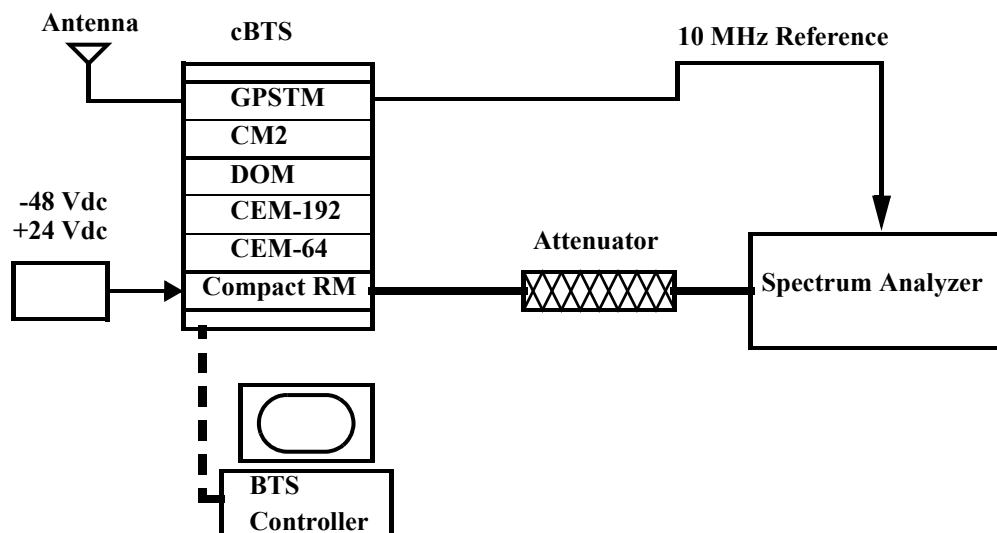 Antenna
cBTS
10 MHz Reference
GPSTM
CM2
DOM
-48 Vdc
+24 Vdc
CEM-192
CEM-64
Attenuator
Compact RM
Spectrum Analyzer
BTS
Controller